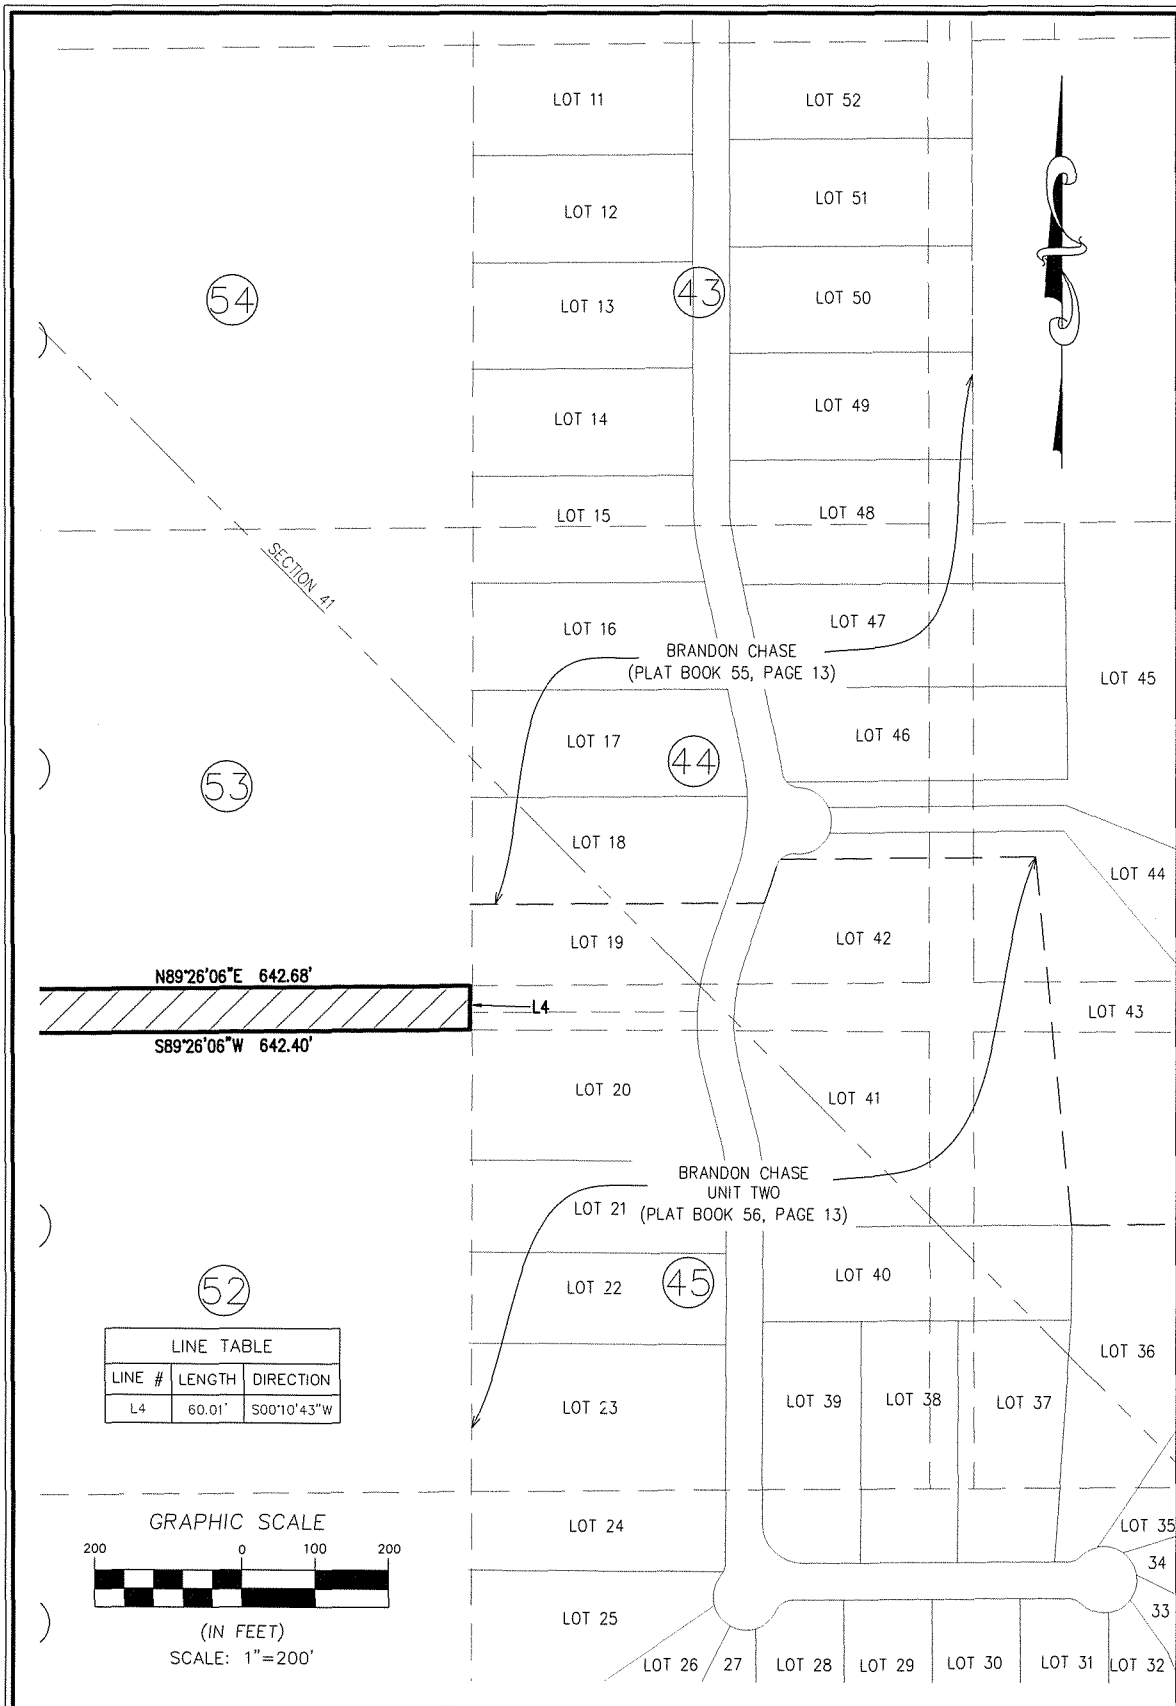 LOT 11
LOT 52
LOT 12
LOT 51
54
43
LOT 13
LOT 50
LOT 14
LOT 49
LOT 15
LOT 48
SECTION 41
LOT 16
LOT 47
BRANDON CHASE
(PLAT BOOK 55, PAGE 13)
LOT 45
LOT 17
LOT 46
44
53
LOT 18
LOT 44
LOT 19
LOT 42
N89°26'06"E 642.68'
L4
LOT 43
S89°26'06"W 642.40'
LOT 20
LOT 41
BRANDON CHASE
UNIT TWO
(PLAT BOOK 56, PAGE 13)
LOT 21
52
LOT 22
45
LOT 40
LINE TABLE
LINE # LENGTH DIRECTION
L4 60.01' S00°10'43"W
LOT 36
LOT 23
LOT 39
LOT 38
LOT 37
GRAPHIC SCALE
200 0 100 200
(IN FEET)
SCALE: 1"=200'
LOT 24
LOT 35
34
33
LOT 25
LOT 26
27
LOT 28
LOT 29
LOT 30
LOT 31
LOT 32